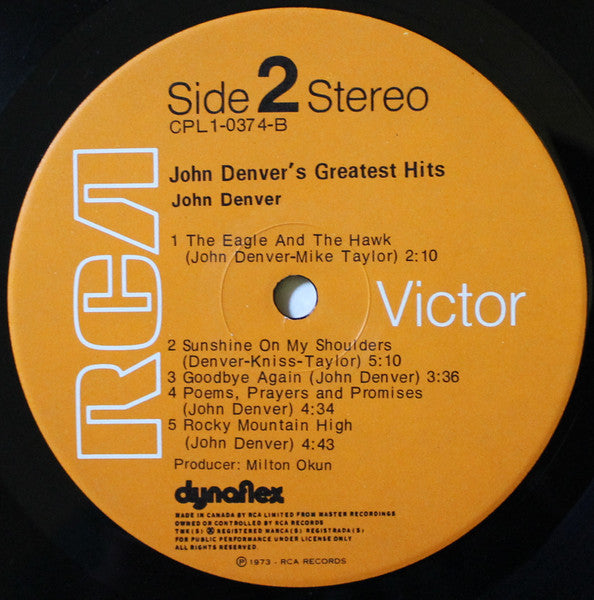 Side 2 Stereo
CPL1-0374-B
RCA
John Denver's Greatest Hits
John Denver
1 The Eagle And The Hawk
(John Denver-Mike Taylor) 2:10
Victor
2 Sunshine On My Shoulders
(Denver-Kniss-Taylor) 5:10
3 Goodbye Again (John Denver) 3:36
4 Poems, Prayers and Promises
(John Denver) 4:34
5 Rocky Mountain High
(John Denver) 4:43
Producer: Milton Okun
dynaflex
MADE IN CANADA BY RCA LIMITED FROM MASTER RECORDINGS
OWNED OR CONTROLLED BY RCA RECORDS
TMK(S) ® REGISTERED MARCA(S) REGISTRADA(S)
FOR PUBLIC PERFORMANCE UNDER LICENSE ONLY
ALL RIGHTS RESERVED
℗ 1973 - RCA RECORDS